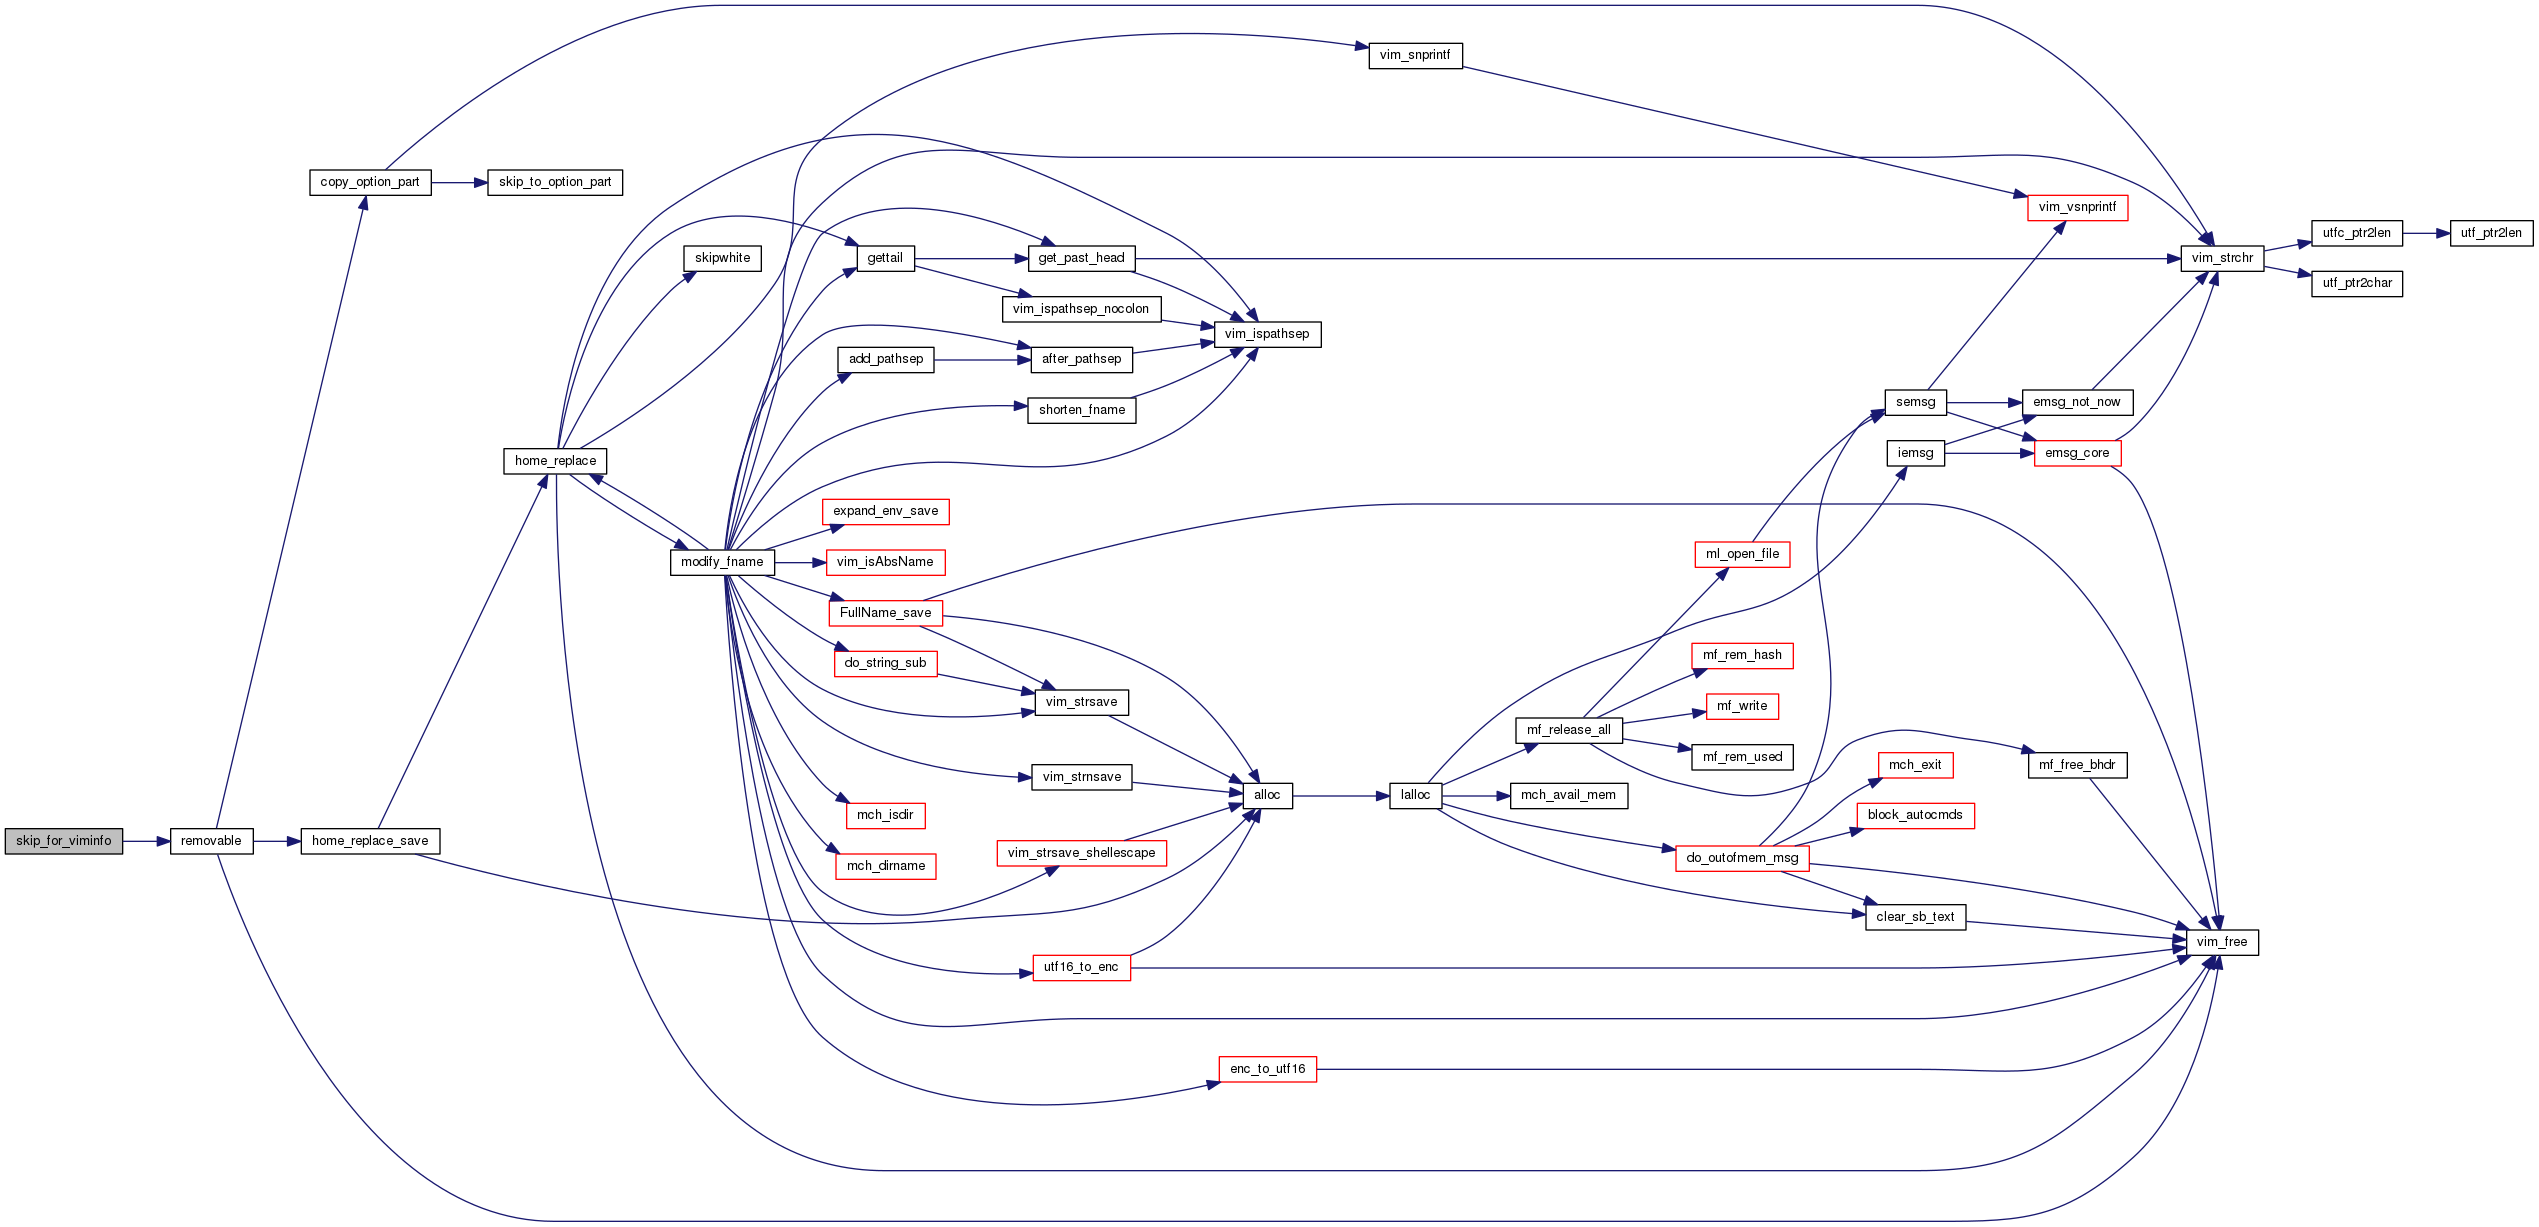 skip_for_viminfo
removable
copy_option_part
home_replace_save
skip_to_option_part
home_replace
skipwhite
modify_fname
gettail
add_pathsep
expand_env_save
vim_isAbsName
FullName_save
do_string_sub
mch_isdir
mch_dirname
get_past_head
vim_ispathsep_nocolon
after_pathsep
shorten_fname
vim_strsave
vim_strnsave
vim_strsave_shellescape
utf16_to_enc
vim_ispathsep
alloc
enc_to_utf16
vim_snprintf
lalloc
mf_release_all
mch_avail_mem
ml_open_file
mf_rem_hash
mf_write
mf_rem_used
do_outofmem_msg
semsg
iemsg
mch_exit
block_autocmds
clear_sb_text
vim_vsnprintf
emsg_not_now
emsg_core
mf_free_bhdr
vim_strchr
vim_free
utfc_ptr2len
utf_ptr2char
utf_ptr2len